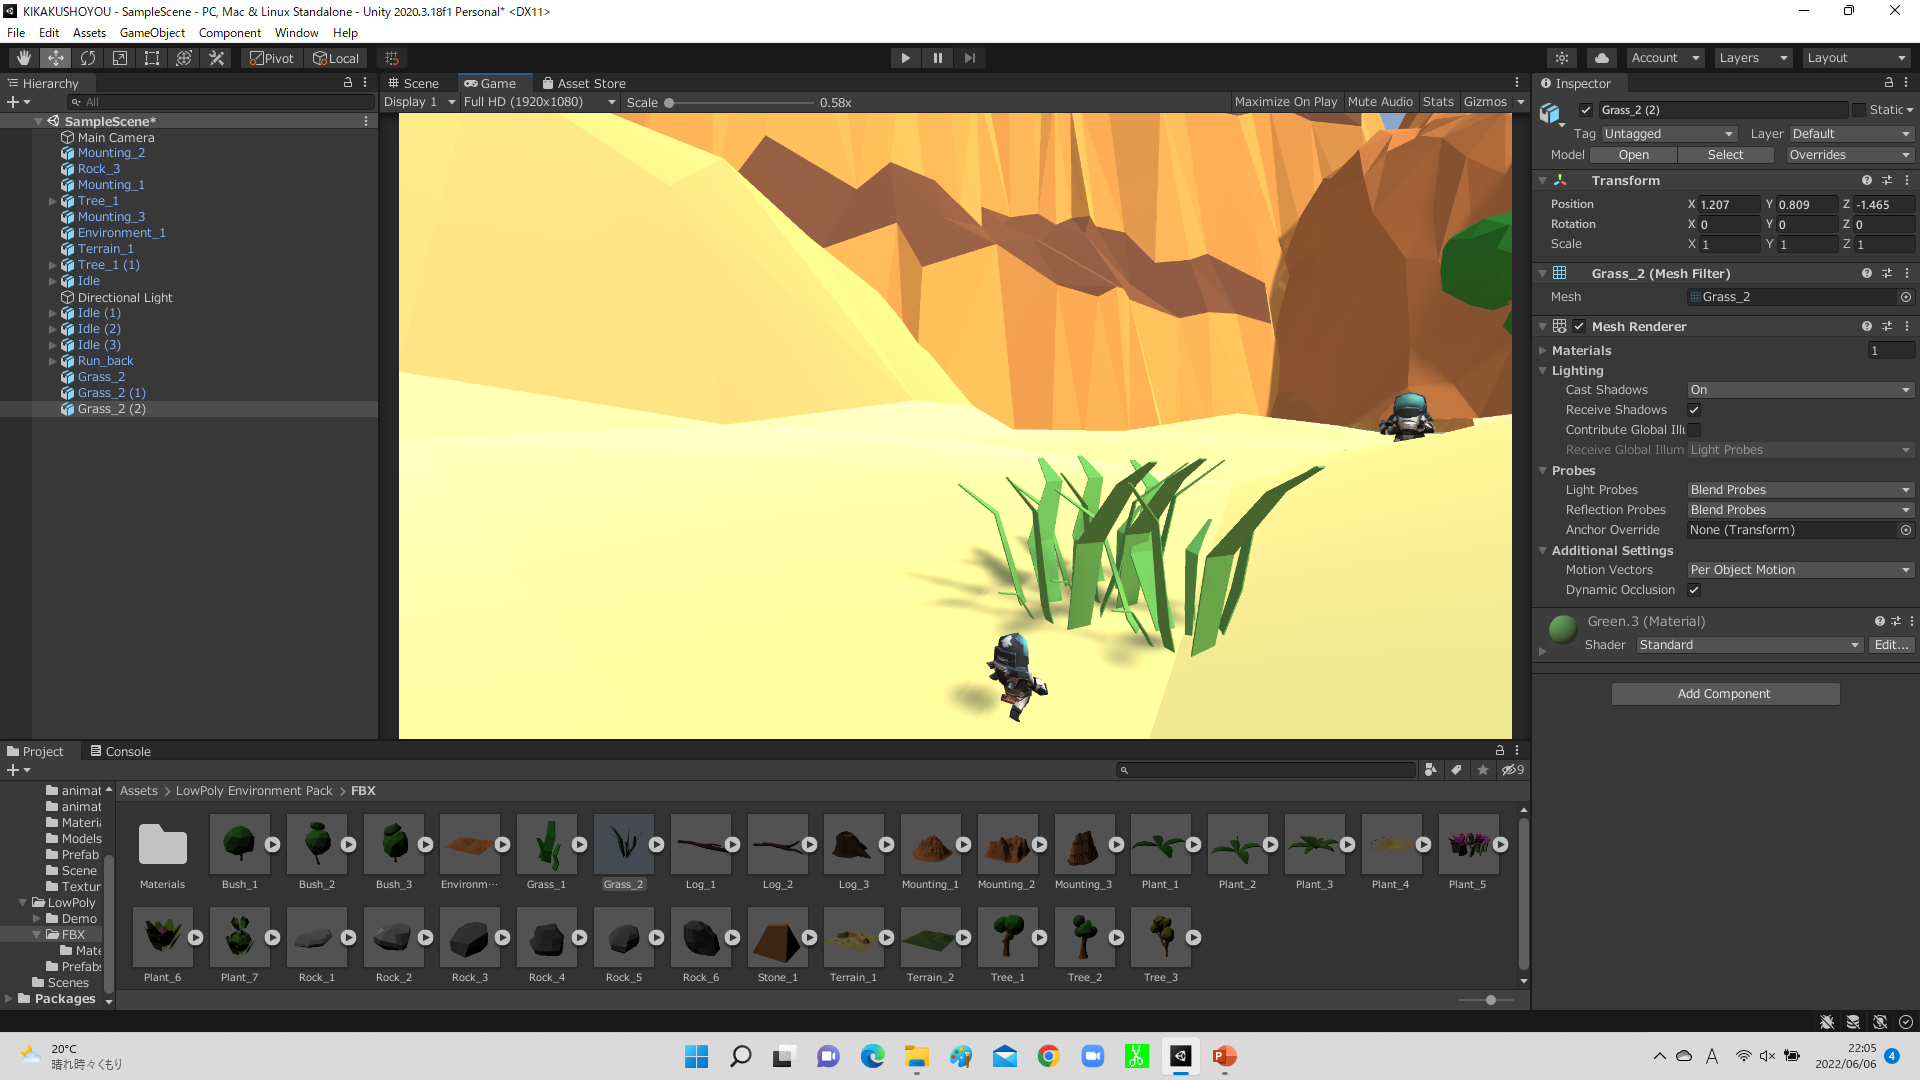 KIKAKUSHOYOU - SampleScene - PC, Mac & Linux Standalone - Unity 2020.3.18f1 Personal* <DX11>
File Edit Assets GameObject Component Window Help
Pivot Local Account Layers Layout
Hierarchy
All
SampleScene*
Main Camera
Mounting_2
Rock_3
Mounting_1
Tree_1
Mounting_3
Environment_1
Terrain_1
Tree_1 (1)
Idle
Directional Light
Idle (1)
Idle (2)
Idle (3)
Run_back
Grass_2
Grass_2 (1)
Grass_2 (2)
Scene Game Asset Store
Display 1 Full HD (1920x1080) Scale 0.58x Maximize On Play Mute Audio Stats Gizmos
Inspector
Grass_2 (2) Static
Tag Untagged Layer Default
Model Open Select Overrides
Transform
Position X 1.207 Y 0.809 Z -1.465
Rotation X 0 Y 0 Z 0
Scale X 1 Y 1 Z 1
Grass_2 (Mesh Filter)
Mesh Grass_2
Mesh Renderer
Materials 1
Lighting
Cast Shadows On
Receive Shadows
Contribute Global Illu
Receive Global Illum Light Probes
Probes
Light Probes Blend Probes
Reflection Probes Blend Probes
Anchor Override None (Transform)
Additional Settings
Motion Vectors Per Object Motion
Dynamic Occlusion
Green.3 (Material)
Shader Standard Edit...
Add Component
Project Console
9
animat
animat
Materia
Models
Prefab
Scene
Textur
LowPoly
Demo
FBX
Mate
Prefabs
Scenes
Packages
Assets > LowPoly Environment Pack > FBX
Materials Bush_1 Bush_2 Bush_3 Environm... Grass_1 Grass_2 Log_1 Log_2 Log_3 Mounting_1 Mounting_2 Mounting_3 Plant_1 Plant_2 Plant_3 Plant_4 Plant_5
Plant_6 Plant_7 Rock_1 Rock_2 Rock_3 Rock_4 Rock_5 Rock_6 Stone_1 Terrain_1 Terrain_2 Tree_1 Tree_2 Tree_3
20°C
晴れ時々くもり
A
22:05
2022/06/06
4